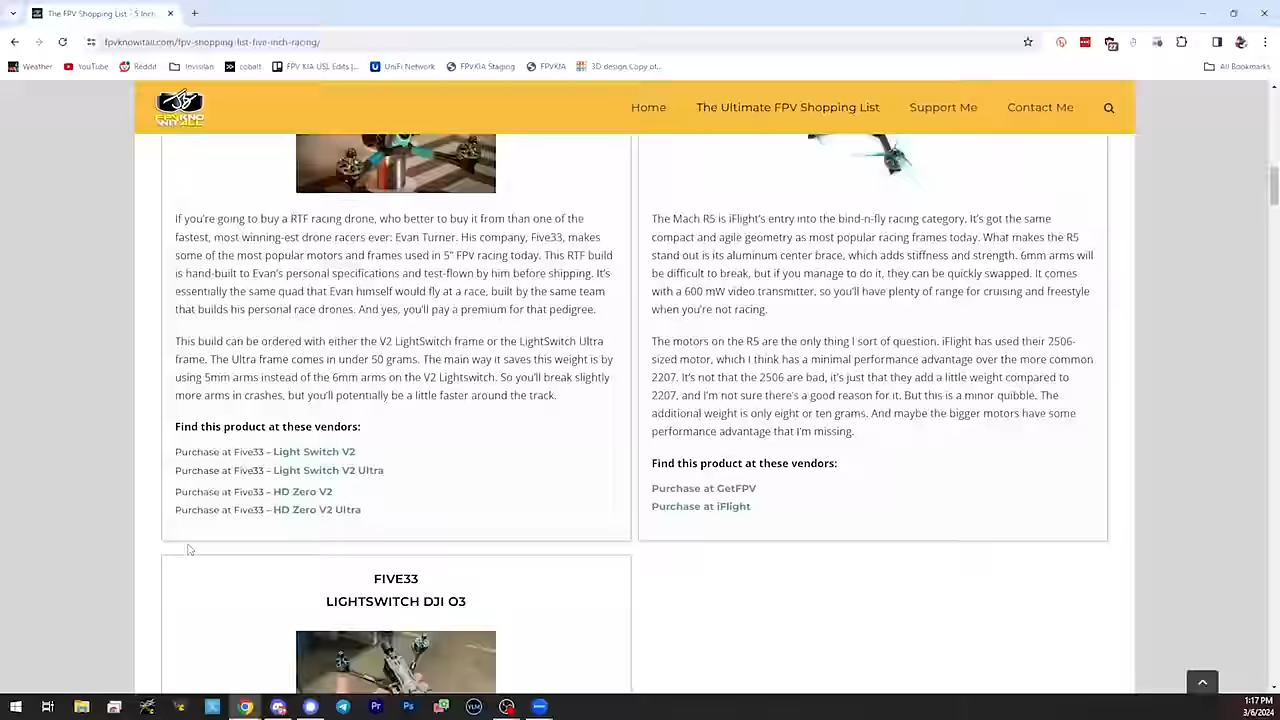 The FPV Shopping List - 5 Inch
fpvknowitall.com/fpv-shopping-list-five-inch-racing/
Weather YouTube Reddit Invisilan cobalt FPV KIA USL Edits |... UniFi Network FPVKIA Staging FPVKIA 3D design Copy of... All Bookmarks
FPV KNOW IT ALL
Home The Ultimate FPV Shopping List Support Me Contact Me
If you're going to buy a RTF racing drone, who better to buy it from than one of the
fastest, most winning-est drone racers ever: Evan Turner. His company, Five33, makes
some of the most popular motors and frames used in 5" FPV racing today. This RTF build
is hand-built to Evan's personal specifications and test-flown by him before shipping. It's
essentially the same quad that Evan himself would fly at a race, built by the same team
that builds his personal race drones. And yes, you'll pay a premium for that pedigree.
This build can be ordered with either the V2 LightSwitch frame or the LightSwitch Ultra
frame. The Ultra frame comes in under 50 grams. The main way it saves this weight is by
using 5mm arms instead of the 6mm arms on the V2 Lightswitch. So you'll break slightly
more arms in crashes, but you'll potentially be a little faster around the track.
Find this product at these vendors:
Purchase at Five33 – Light Switch V2
Purchase at Five33 – Light Switch V2 Ultra
Purchase at Five33 – HD Zero V2
Purchase at Five33 – HD Zero V2 Ultra
The Mach R5 is iFlight's entry into the bind-n-fly racing category. It's got the same
compact and agile geometry as most popular racing frames today. What makes the R5
stand out is its aluminum center brace, which adds stiffness and strength. 6mm arms will
be difficult to break, but if you manage to do it, they can be quickly swapped. It comes
with a 600 mW video transmitter, so you'll have plenty of range for cruising and freestyle
when you're not racing.
The motors on the R5 are the only thing I sort of question. iFlight has used their 2506-
sized motor, which I think has a minimal performance advantage over the more common
2207. It's not that the 2506 are bad, it's just that they add a little weight compared to
2207, and I'm not sure there's a good reason for it. But this is a minor quibble. The
additional weight is only eight or ten grams. And maybe the bigger motors have some
performance advantage that I'm missing.
Find this product at these vendors:
Purchase at GetFPV
Purchase at iFlight
FIVE33
LIGHTSWITCH DJI O3
1:17 PM
3/6/2024